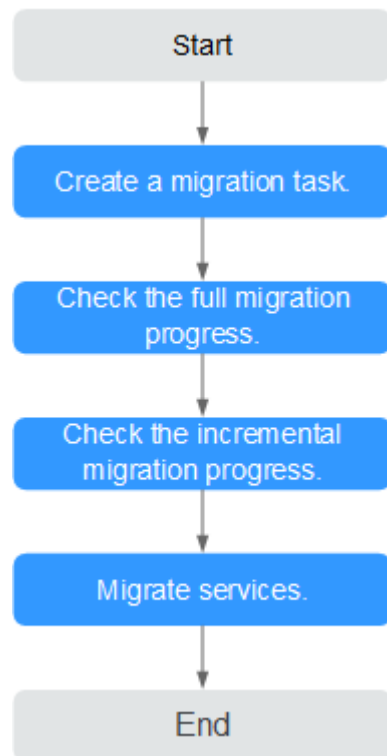 Start
Create a migration task.
Check the full migration
progress.
Check the incremental
migration progress.
Migrate services.
End